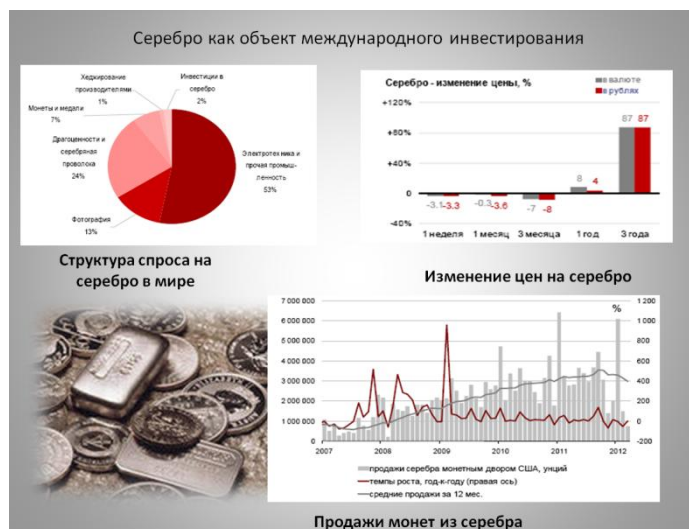 Серебро как объект международного инвестирования
Хеджирование
производителями
1%
Инвестиции в
серебро
2%
Монеты и медали
7%
Драгоценности и
серебряная
проволока
24%
Электротехника и
прочая промыш-
ленность
53%
Фотография
13%
Структура спроса на
серебро в мире
Серебро - изменение цены, %
в валюте
в рублях
+120%
+80%
+40%
0
-40%
-3.1 -3.3
-0.3 -3.6
-7 -8
8 4
87 87
1 неделя 1 месяц 3 месяца 1 год 3 года
Изменение цен на серебро
7 000 000
6 000 000
5 000 000
4 000 000
3 000 000
2 000 000
1 000 000
0
%
1 200
1 000
800
600
400
200
0
-200
2007 2008 2009 2010 2011 2012
продажи серебра монетным двором США, унций
темпы роста, год-к-году (правая ось)
средние продажи за 12 мес.
Продажи монет из серебра